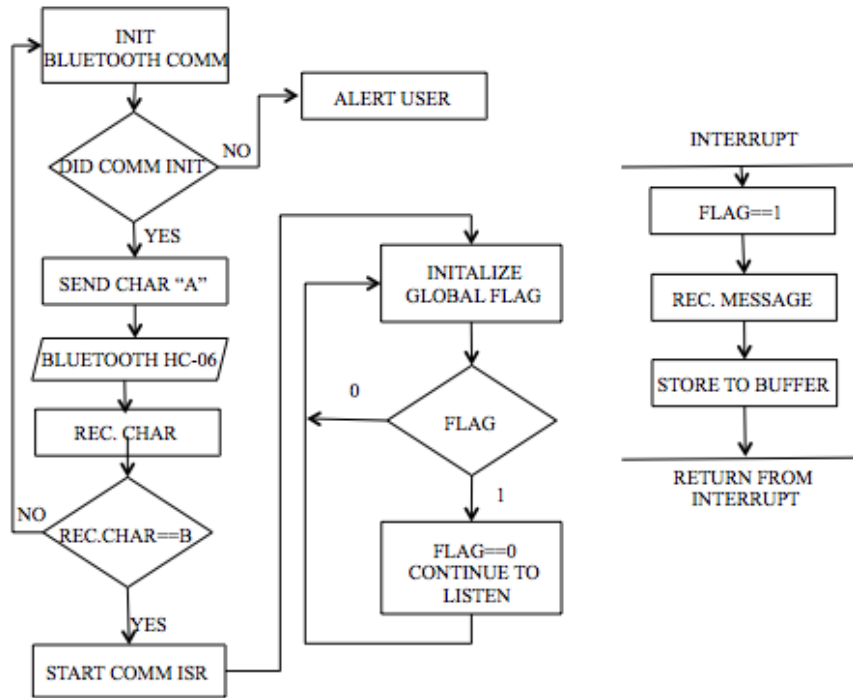 INIT
BLUETOOTH COMM
ALERT USER
DID COMM INIT
NO
YES
SEND CHAR “A”
BLUETOOTH HC-06
REC. CHAR
NO
REC.CHAR==B
YES
START COMM ISR
INITALIZE
GLOBAL FLAG
0
FLAG
1
FLAG==0
CONTINUE TO
LISTEN
INTERRUPT
FLAG==1
REC. MESSAGE
STORE TO BUFFER
RETURN FROM
INTERRUPT